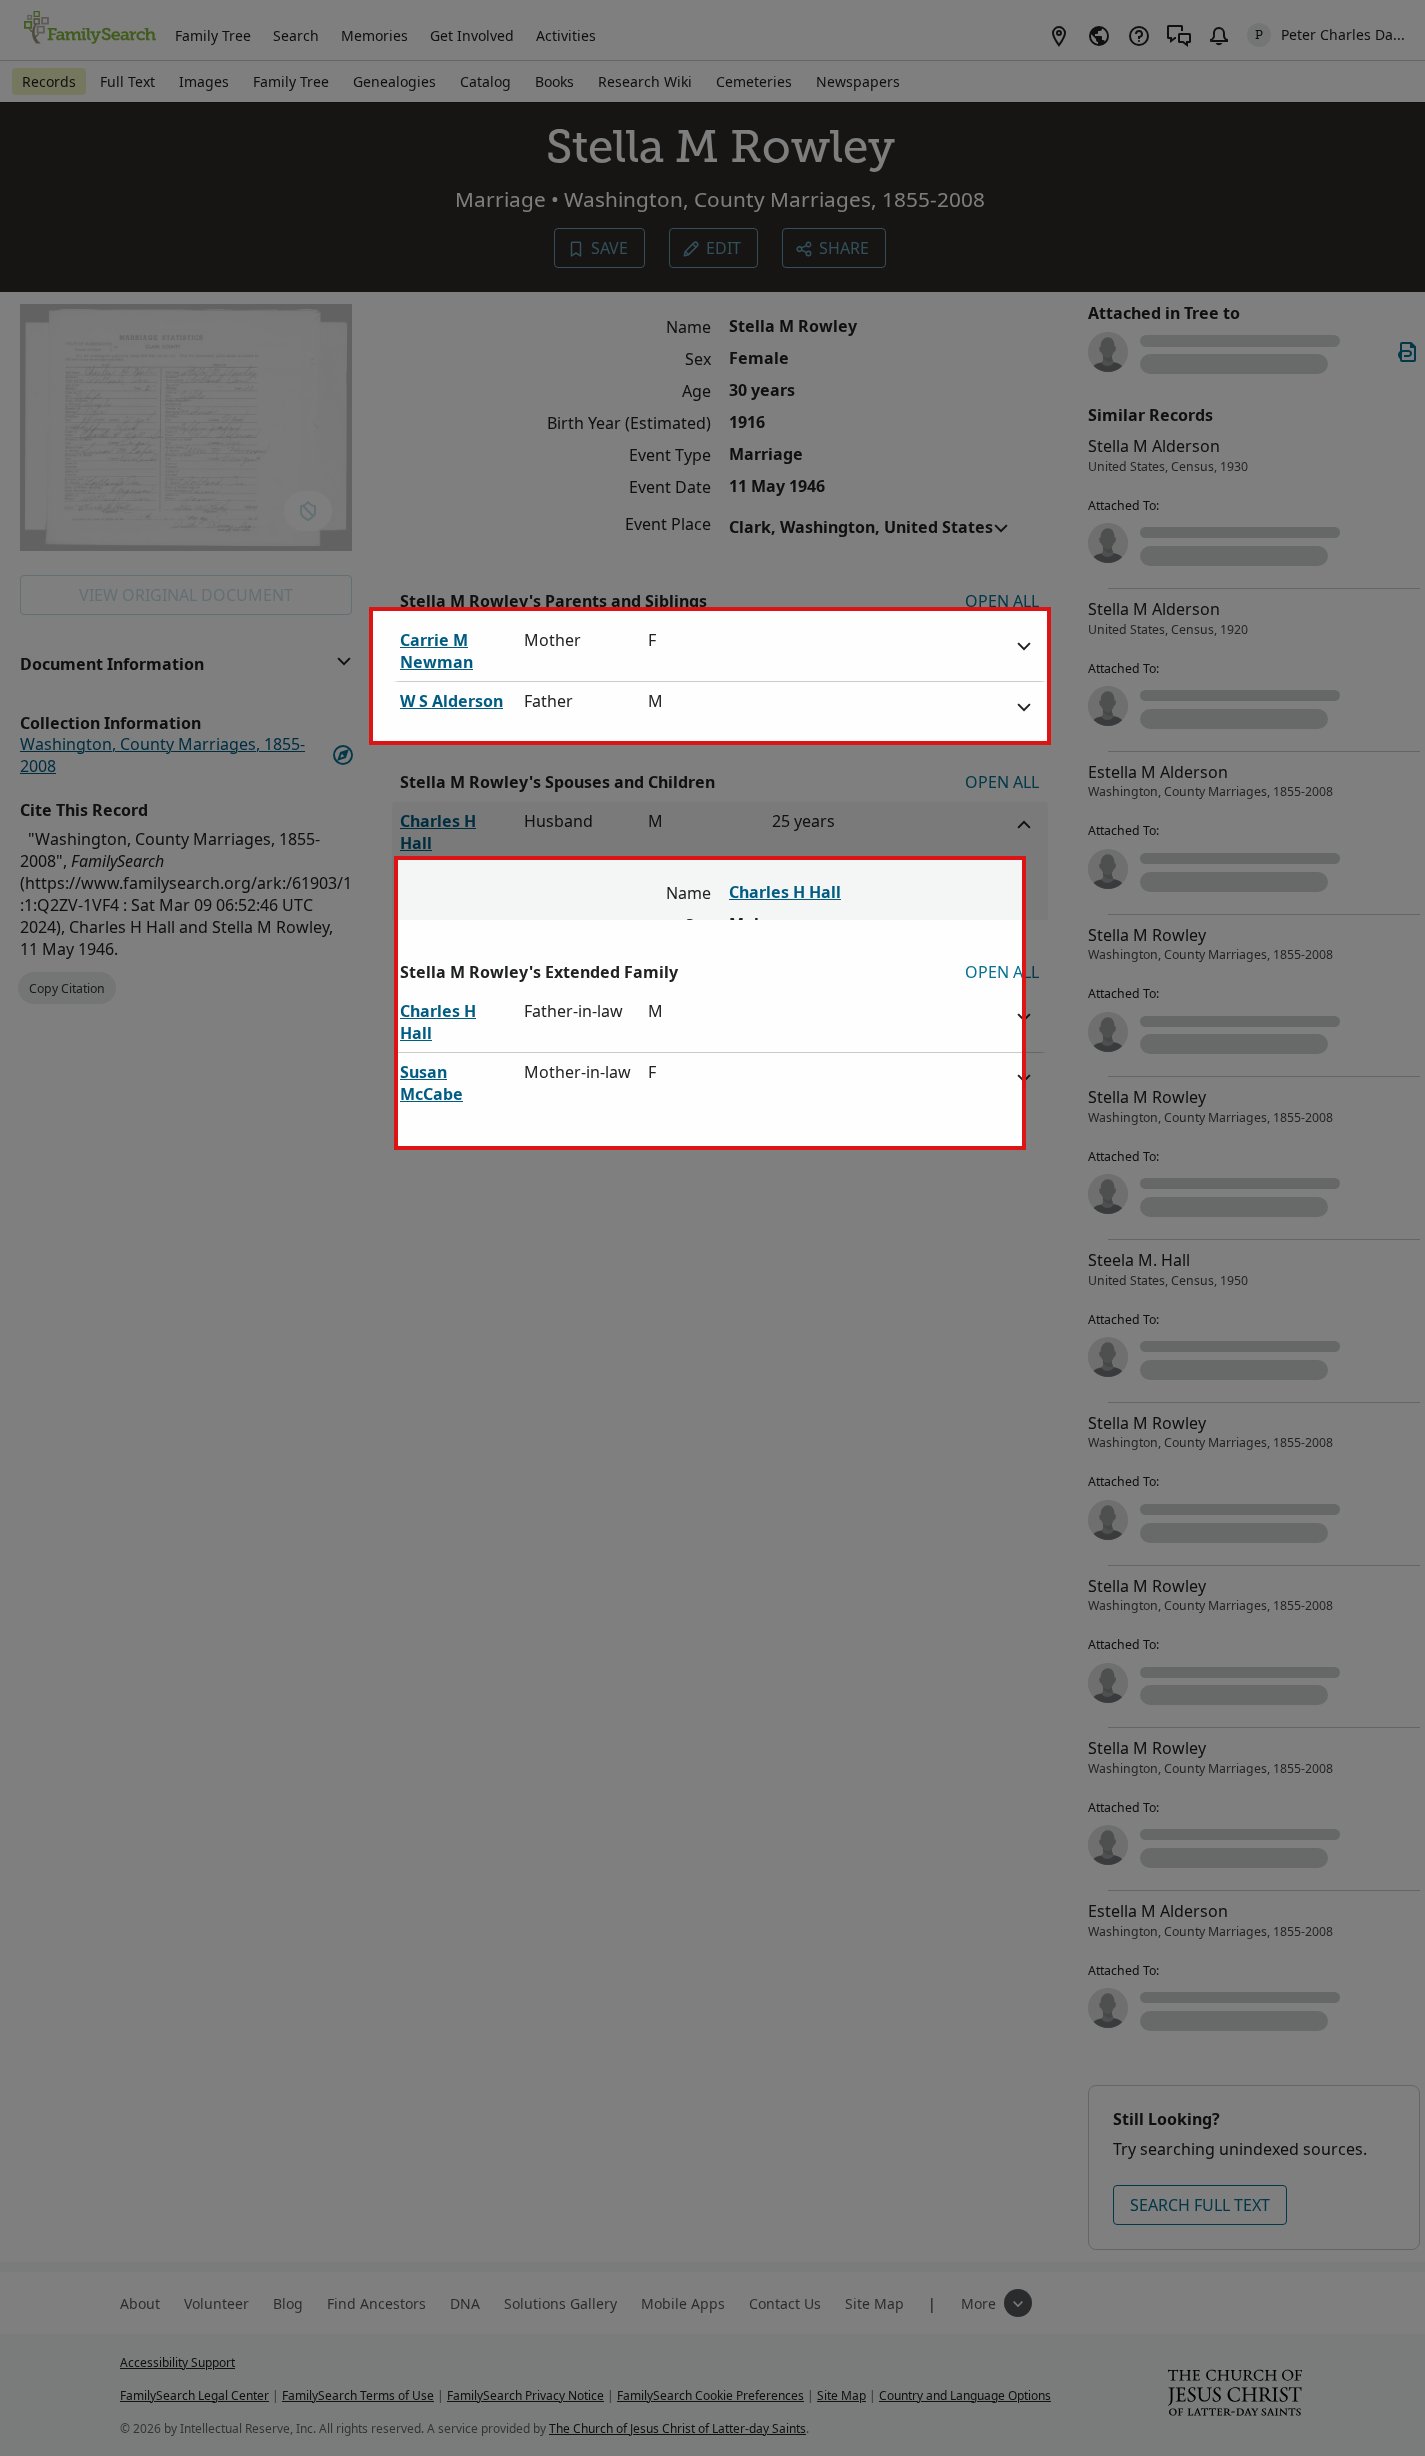 FamilySearch
Family Tree
Search
Memories
Get Involved
Activities
P
Peter Charles Da...
Records
Full Text
Images
Family Tree
Genealogies
Catalog
Books
Research Wiki
Cemeteries
Newspapers
Stella M Rowley
Marriage • Washington, County Marriages, 1855-2008
SAVE
EDIT
SHARE
MARRIAGE STATISTICS
VIEW ORIGINAL DOCUMENT
Document Information
Collection Information
Washington, County Marriages, 1855-
2008
Cite This Record
"Washington, County Marriages, 1855-
2008", FamilySearch
(https://www.familysearch.org/ark:/61903/1
:1:Q2ZV-1VF4 : Sat Mar 09 06:52:46 UTC
2024), Charles H Hall and Stella M Rowley,
11 May 1946.
Copy Citation
Name Stella M Rowley
Sex Female
Age 30 years
Birth Year (Estimated) 1916
Event Type Marriage
Event Date 11 May 1946
Event Place Clark, Washington, United States
Stella M Rowley's Parents and Siblings OPEN ALL
Carrie M Mother F
Newman
W S Alderson Father M
Stella M Rowley's Spouses and Children OPEN ALL
Charles H Husband M 25 years
Hall
Name Charles H Hall
Stella M Rowley's Extended Family OPEN ALL
Charles H Father-in-law M
Hall
Susan Mother-in-law F
McCabe
Attached in Tree to
Similar Records
Stella M Alderson
United States, Census, 1930
Attached To:
Stella M Alderson
United States, Census, 1920
Attached To:
Estella M Alderson
Washington, County Marriages, 1855-2008
Attached To:
Stella M Rowley
Washington, County Marriages, 1855-2008
Attached To:
Stella M Rowley
Washington, County Marriages, 1855-2008
Attached To:
Steela M. Hall
United States, Census, 1950
Attached To:
Stella M Rowley
Washington, County Marriages, 1855-2008
Attached To:
Stella M Rowley
Washington, County Marriages, 1855-2008
Attached To:
Stella M Rowley
Washington, County Marriages, 1855-2008
Attached To:
Estella M Alderson
Washington, County Marriages, 1855-2008
Attached To:
Still Looking?
Try searching unindexed sources.
SEARCH FULL TEXT
About
Volunteer
Blog
Find Ancestors
DNA
Solutions Gallery
Mobile Apps
Contact Us
Site Map
|
More
Accessibility Support
FamilySearch Legal Center | FamilySearch Terms of Use | FamilySearch Privacy Notice | FamilySearch Cookie Preferences | Site Map | Country and Language Options
© 2026 by Intellectual Reserve, Inc. All rights reserved. A service provided by The Church of Jesus Christ of Latter-day Saints.
THE CHURCH OF
JESUS CHRIST
OF LATTER-DAY SAINTS